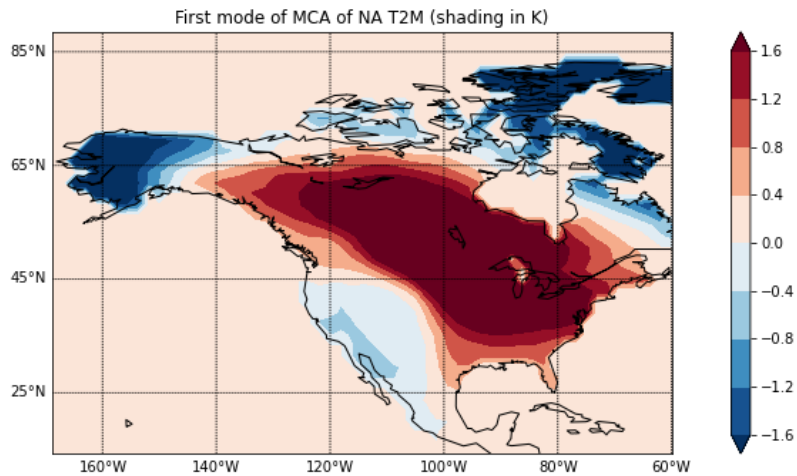 First mode of MCA of NA T2M (shading in K)
85°N
65°N
45°N
25°N
160°W
140°W
120°W
100°W
80°W
60°W
1.6
1.2
0.8
0.4
0.0
−0.4
−0.8
−1.2
−1.6